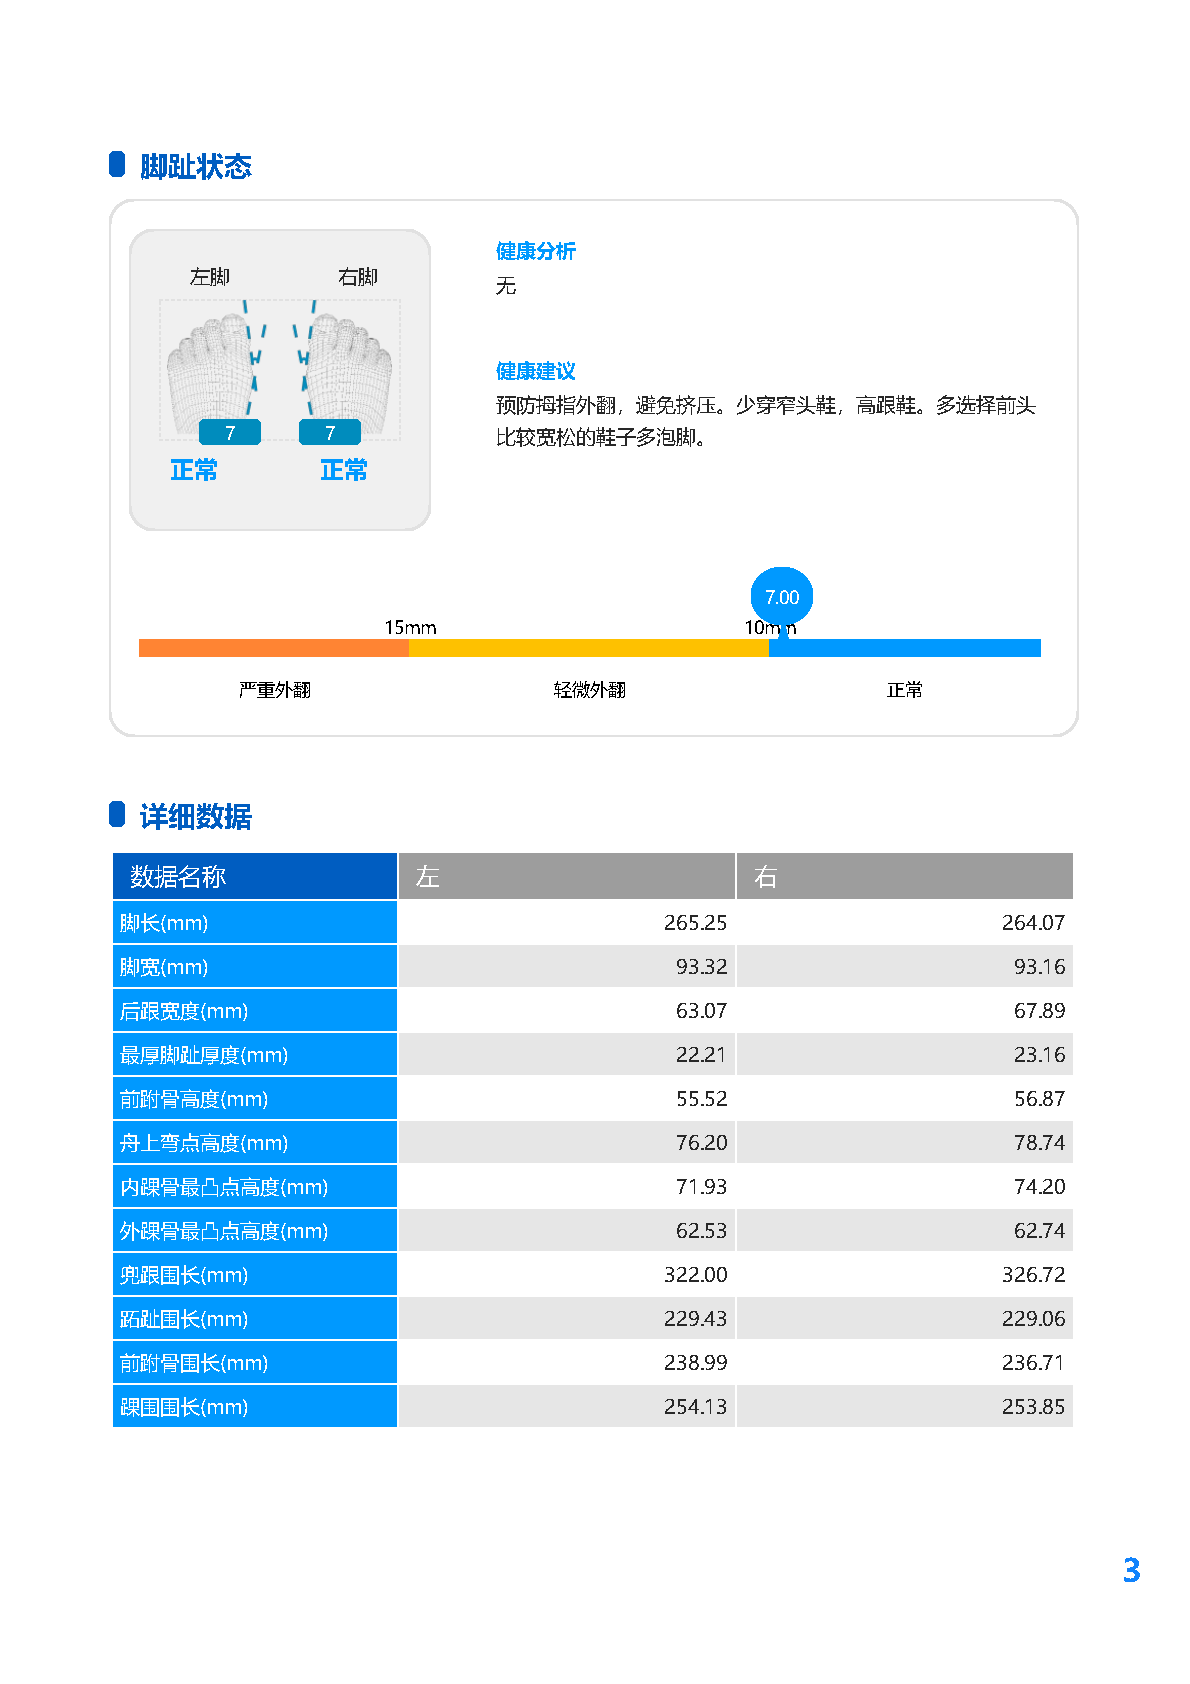 脚趾状态
左脚 右脚
7 7
正常 正常
健康分析
无
健康建议
预防拇指外翻，避免挤压。少穿窄头鞋，高跟鞋。多选择前头
比较宽松的鞋子多泡脚。
7.00
15mm 10mm
严重外翻 轻微外翻 正常
详细数据
数据名称 左 右
脚长(mm) 265.25 264.07
脚宽(mm) 93.32 93.16
后跟宽度(mm) 63.07 67.89
最厚脚趾厚度(mm) 22.21 23.16
前跗骨高度(mm) 55.52 56.87
舟上弯点高度(mm) 76.20 78.74
内踝骨最凸点高度(mm) 71.93 74.20
外踝骨最凸点高度(mm) 62.53 62.74
兜跟围长(mm) 322.00 326.72
跖趾围长(mm) 229.43 229.06
前跗骨围长(mm) 238.99 236.71
踝围围长(mm) 254.13 253.85
3